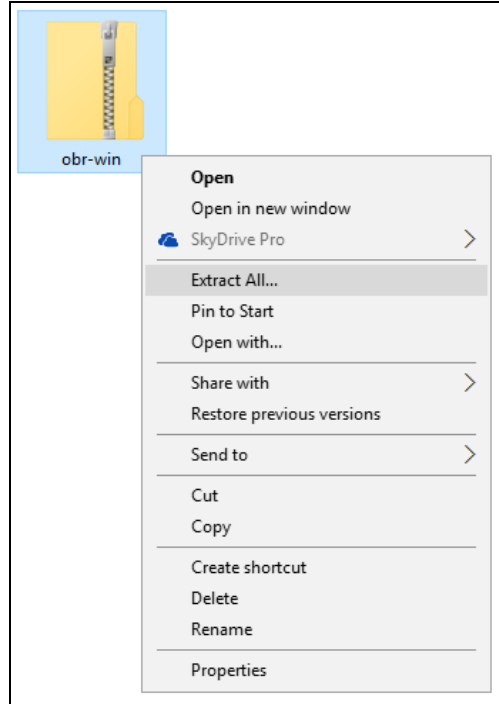 obr-win
Open
Open in new window
SkyDrive Pro
Extract All...
Pin to Start
Open with...
Share with
Restore previous versions
Send to
Cut
Copy
Create shortcut
Delete
Rename
Properties